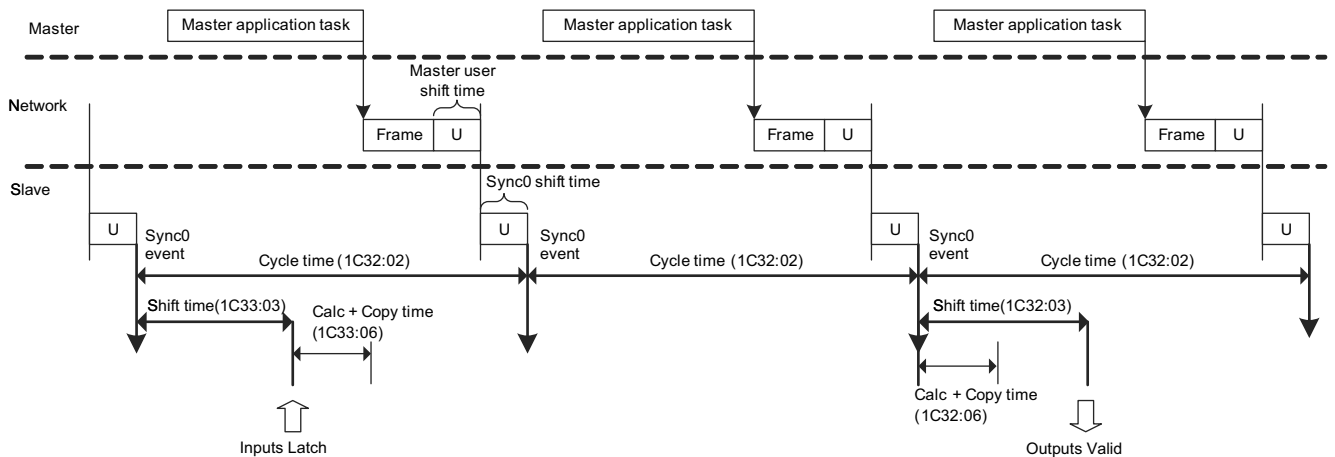 Master
Master application task
Master application task
Master application task
Master user
shift time
Network
Frame
U
Frame
U
Frame
U
Slave
Sync0 shift time
U
U
U
U
Sync0
event
Sync0
event
Sync0
event
Cycle time (1C32:02)
Cycle time (1C32:02)
Cycle time (1C32:02)
Shift time(1C33:03)
Calc + Copy time
(1C33:06)
Shift time(1C32:03)
Calc + Copy time
(1C32:06)
Inputs Latch
Outputs Valid